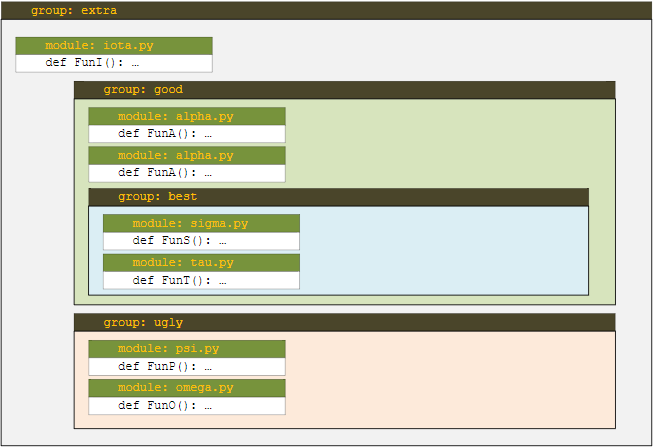 group: extra
module: iota.py
def FunI(): …
group: good
module: alpha.py
def FunA(): …
module: alpha.py
def FunA(): …
group: best
module: sigma.py
def FunS(): …
module: tau.py
def FunT(): …
group: ugly
module: psi.py
def FunP(): …
module: omega.py
def FunO(): …